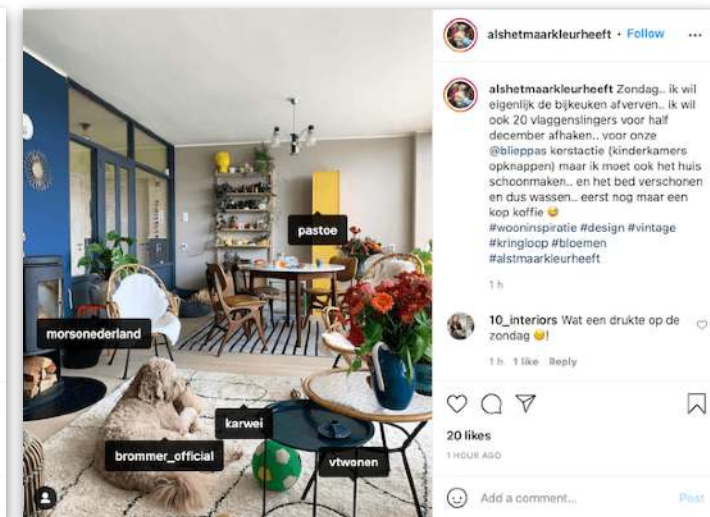 alshetmaarkleurheeft • Follow ...
alshetmaarkleurheeft Zondag.. ik wil
eigenlijk de bijkeuken afverven.. ik wil
ook 20 vlaggenslingers voor half
december afhaken.. voor onze
@blieppas kerstactie (kinderkamers
opknappen) maar ik moet ook het huis
schoonmaken.. en het bed verschonen
en dus wassen.. eerst nog maar een
kop koffie 😅
#wooninspiratie #design #vintage
#kringloop #bloemen
#alstmaarkleurheeft
1 h
10_interiors Wat een drukte op de
zondag 😅!
1 h 1 like Reply
20 likes
1 HOUR AGO
Add a comment... Post
pastoe
morsonederland
karwei
brommer_official
vtwonen